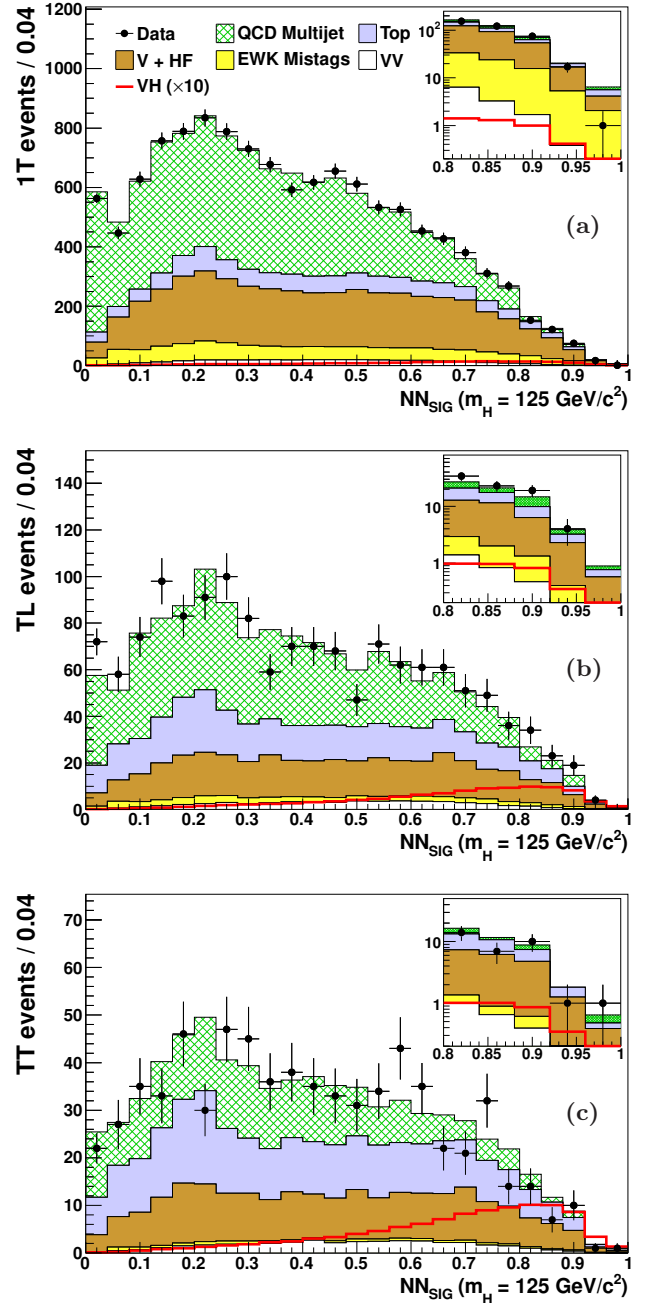 1T events / 0.04
1200
1000
800
600
400
200
0
Data
QCD Multijet
Top
V + HF
EWK Mistags
VV
VH (×10)
10²
10
1
0.8 0.85 0.9 0.95 1
(a)
0 0.1 0.2 0.3 0.4 0.5 0.6 0.7 0.8 0.9 1
NN_SIG (m_H = 125 GeV/c²)
TL events / 0.04
140
120
100
80
60
40
20
0
10
1
0.8 0.85 0.9 0.95 1
(b)
0 0.1 0.2 0.3 0.4 0.5 0.6 0.7 0.8 0.9 1
NN_SIG (m_H = 125 GeV/c²)
TT events / 0.04
70
60
50
40
30
20
10
0
10
1
0.8 0.85 0.9 0.95 1
(c)
0 0.1 0.2 0.3 0.4 0.5 0.6 0.7 0.8 0.9 1
NN_SIG (m_H = 125 GeV/c²)